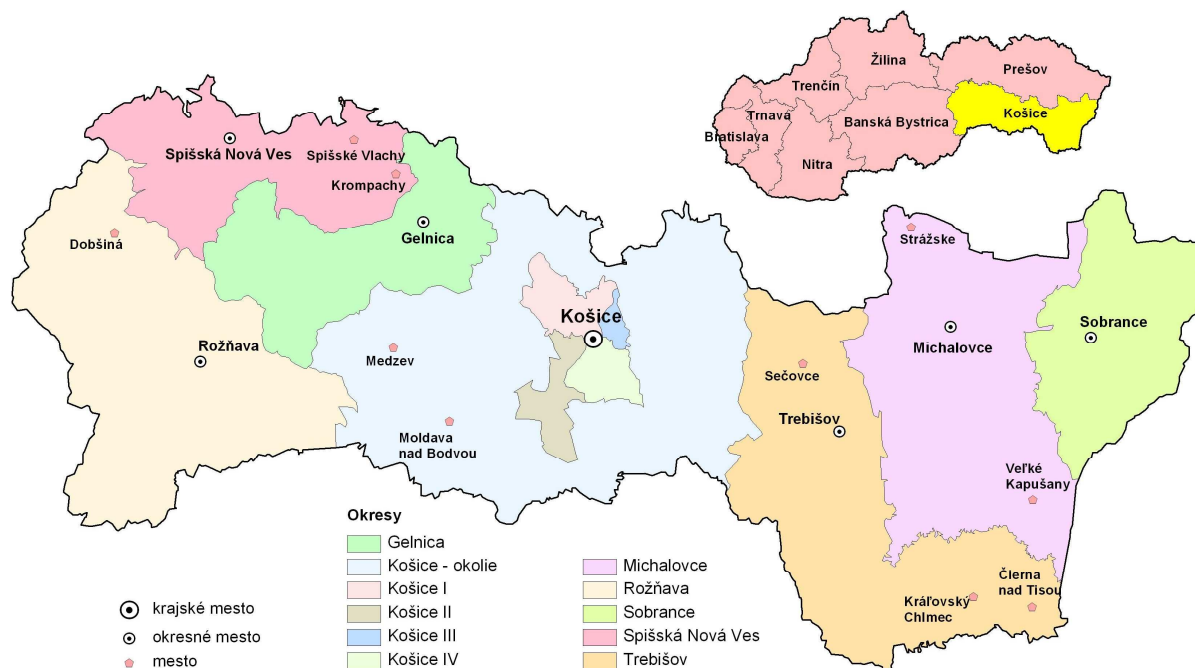 Žilina
Prešov
Trenčín
Košice
Trnava
Banská Bystrica
Bratislava
Nitra
Spišská Nová Ves
Spišské Vlachy
Krompachy
Dobšiná
Gelnica
Strážske
Košice
Sobrance
Rožňava
Medzev
Michalovce
Sečovce
Trebišov
Moldava
nad Bodvou
Veľké
Kapušany
Kráľovský
Chlmec
Čierna
nad Tisou
Okresy
Gelnica
Košice - okolie
Košice I
Košice II
Košice III
Košice IV
Michalovce
Rožňava
Sobrance
Spišská Nová Ves
Trebišov
krajské mesto
okresné mesto
mesto